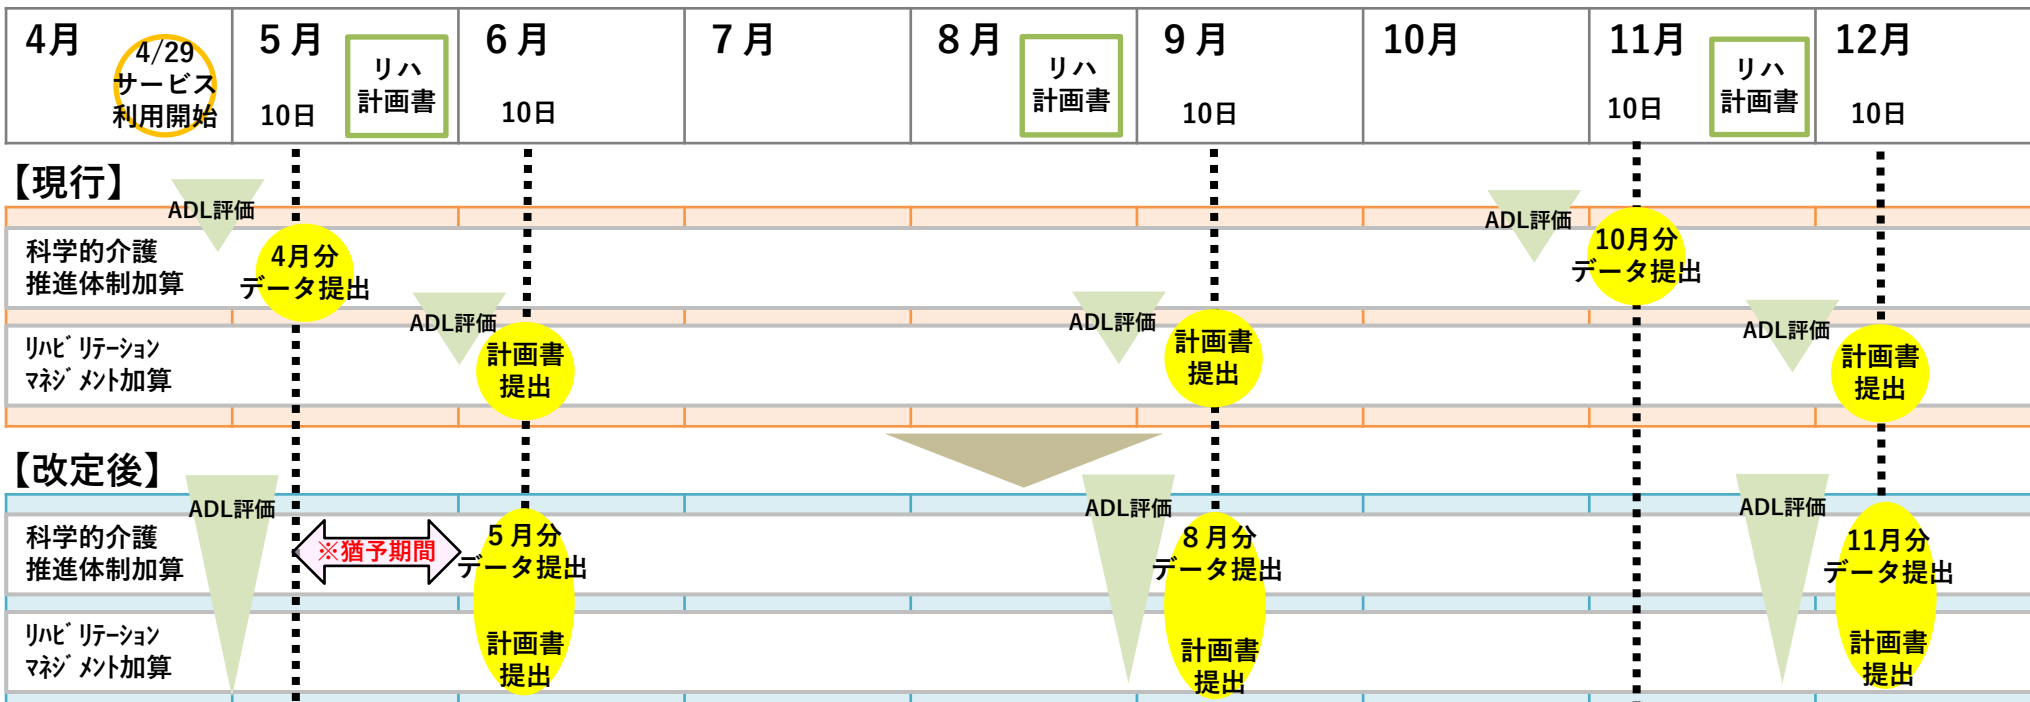 4月
4/29
サービス
利用開始
5月
10日
リハ
計画書
6月
10日
7月
8月
リハ
計画書
9月
10日
10月
11月
10日
リハ
計画書
12月
10日
【現行】
ADL評価
ADL評価
科学的介護
推進体制加算
4月分
データ提出
10月分
データ提出
ADL評価
ADL評価
ADL評価
リハビリテーション
マネジメント加算
計画書
提出
計画書
提出
計画書
提出
【改定後】
ADL評価
ADL評価
ADL評価
科学的介護
推進体制加算
※猶予期間
5月分
データ提出
8月分
データ提出
11月分
データ提出
リハビリテーション
マネジメント加算
計画書
提出
計画書
提出
計画書
提出